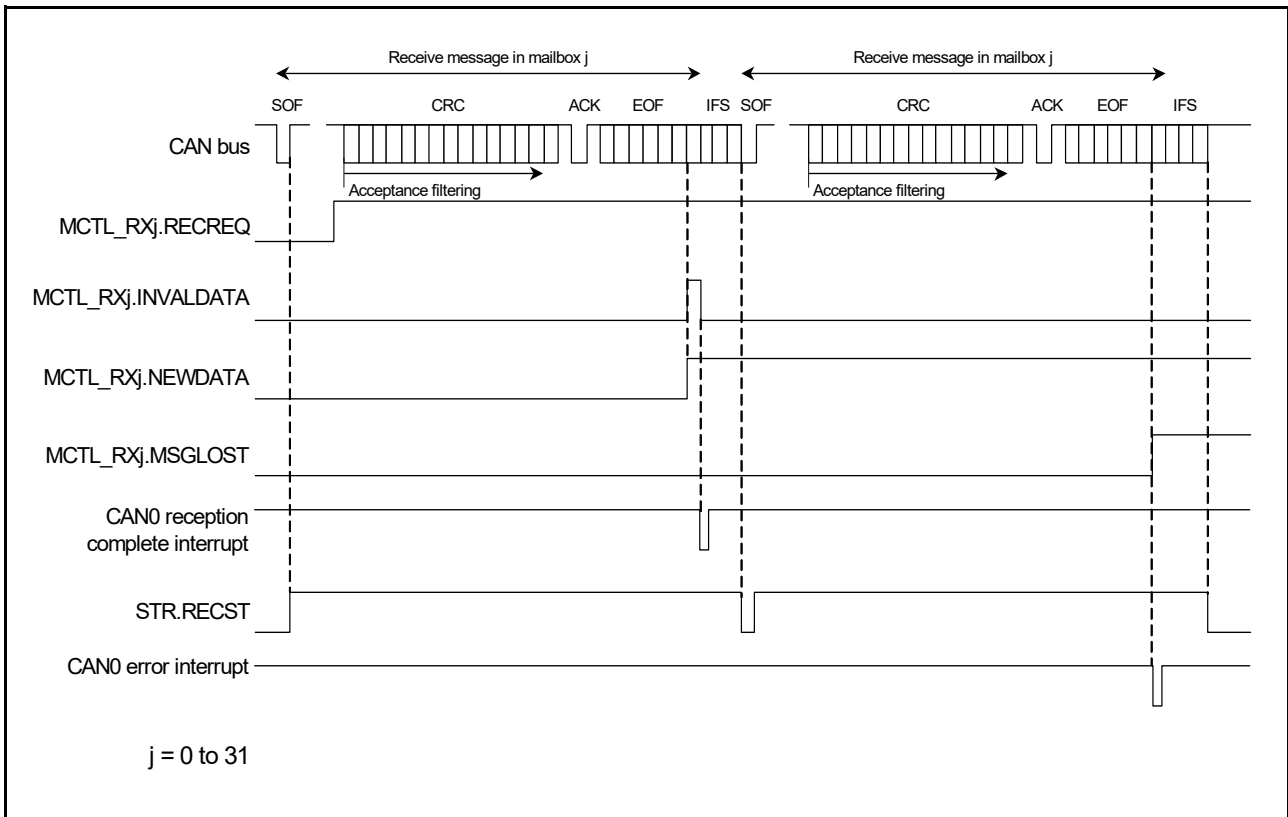 Receive message in mailbox j
Receive message in mailbox j
SOF CRC ACK EOF IFS SOF CRC ACK EOF IFS
CAN bus
Acceptance filtering
Acceptance filtering
MCTL_RXj.RECREQ
MCTL_RXj.INVALDATA
MCTL_RXj.NEWDATA
MCTL_RXj.MSGLOST
CAN0 reception
complete interrupt
STR.RECST
CAN0 error interrupt
j = 0 to 31